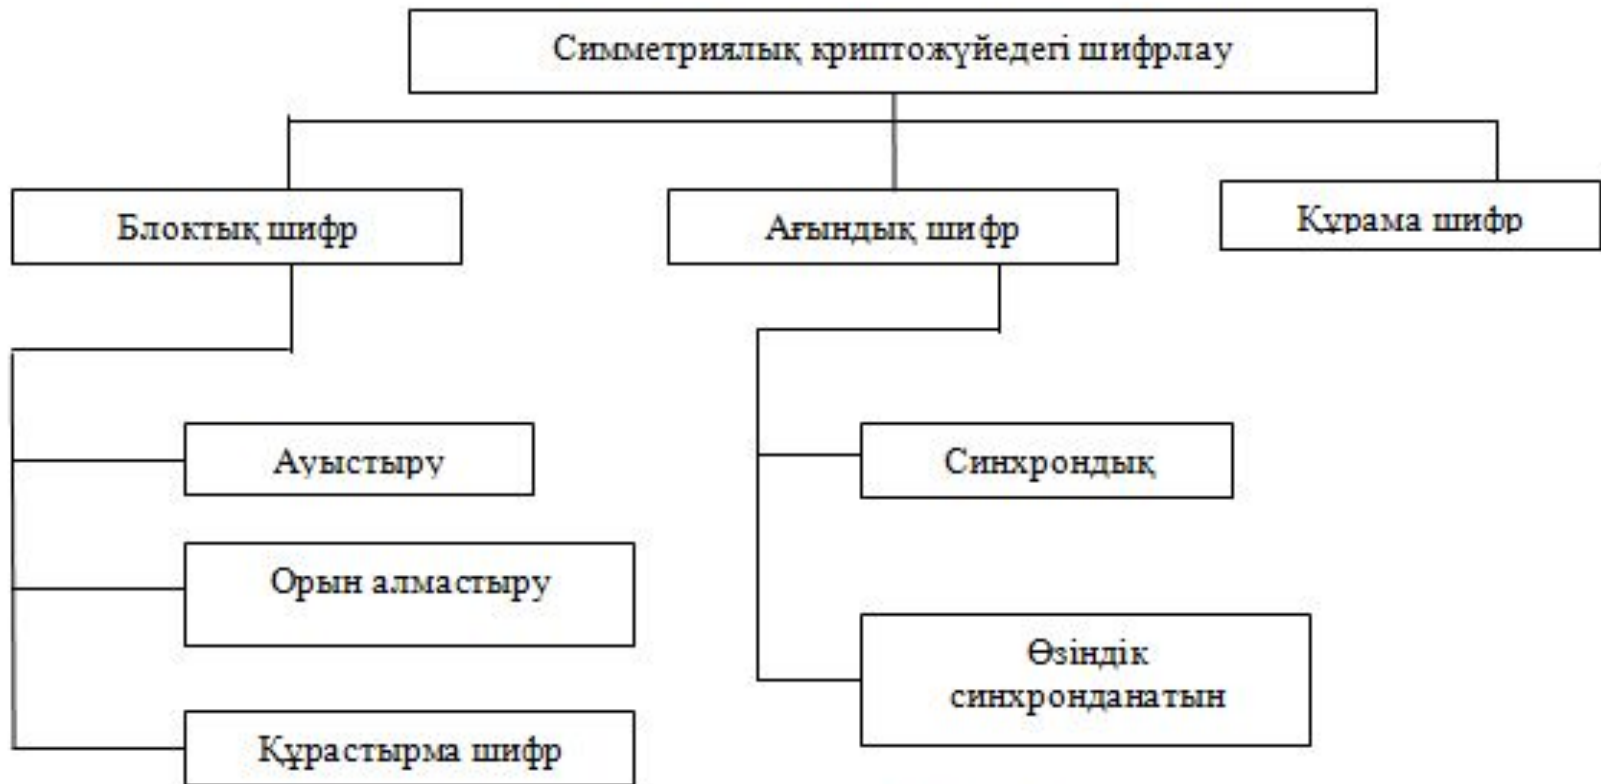 Симметриялық криптожүйедегі шифрлау
Блоктық шифр
Ағындық шифр
Құрама шифр
Ауыстыру
Синхрондық
Орын алмастыру
Өзіндік
синхронданатын
Құрастырма шифр